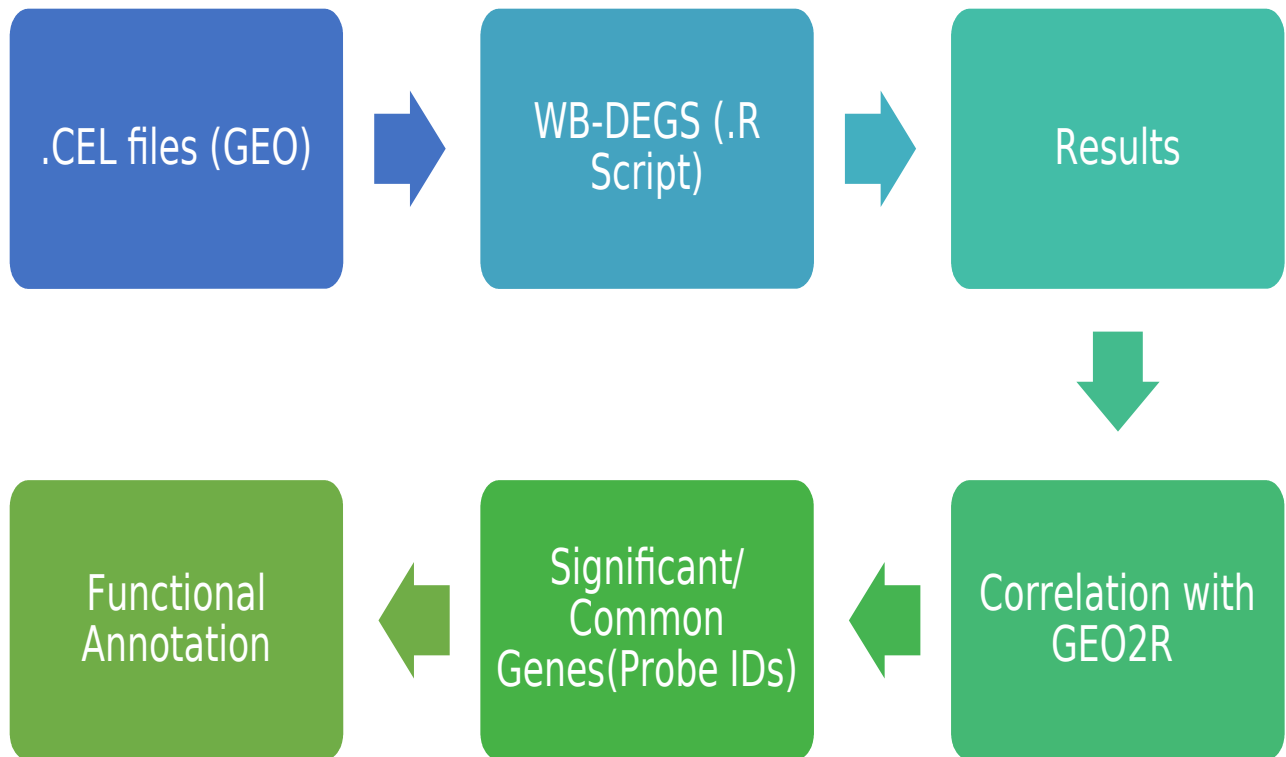 .CEL files (GEO)
WB-DEGS (.R
Script)
Results
Correlation with
GEO2R
Significant/
Common
Genes(Probe IDs)
Functional
Annotation